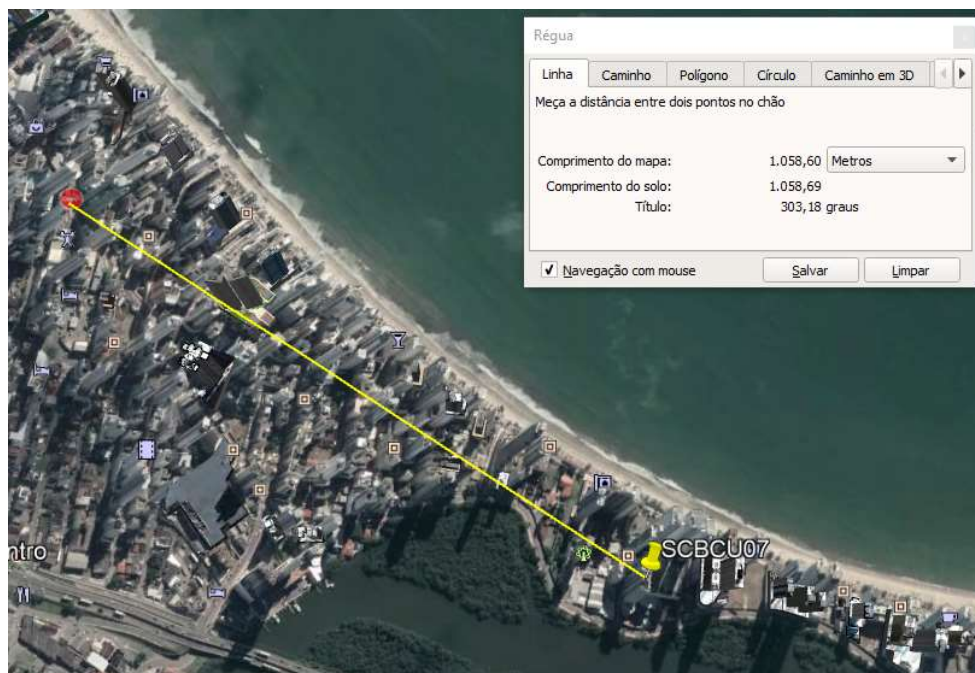 Régua
Linha Caminho Polígono Círculo Caminho em 3D
Meça a distância entre dois pontos no chão
Comprimento do mapa: 1.058,60 Metros
Comprimento do solo: 1.058,69
Título: 303,18 graus
Navegação com mouse Salvar Limpar
SCBCU07
ntro